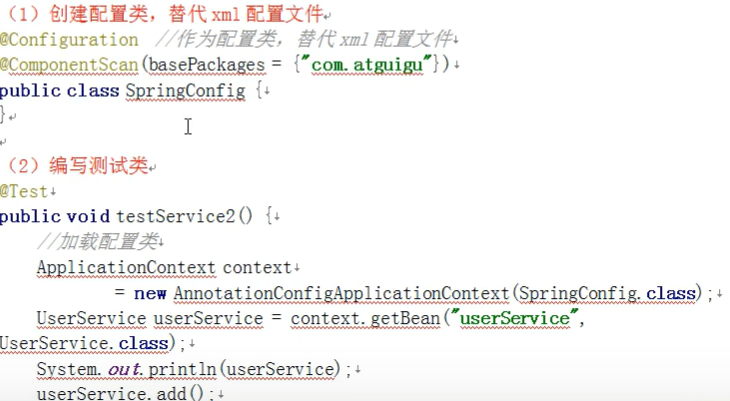 （1）创建配置类，替代 xml 配置文件
@Configuration //作为配置类，替代 xml 配置文件
@ComponentScan(basePackages = {"com.atguigu"})
public class SpringConfig {
}
（2）编写测试类
@Test
public void testService2() {
//加载配置类
ApplicationContext context
= new AnnotationConfigApplicationContext(SpringConfig.class);
UserService userService = context.getBean("userService",
UserService.class);
System.out.println(userService);
userService.add();